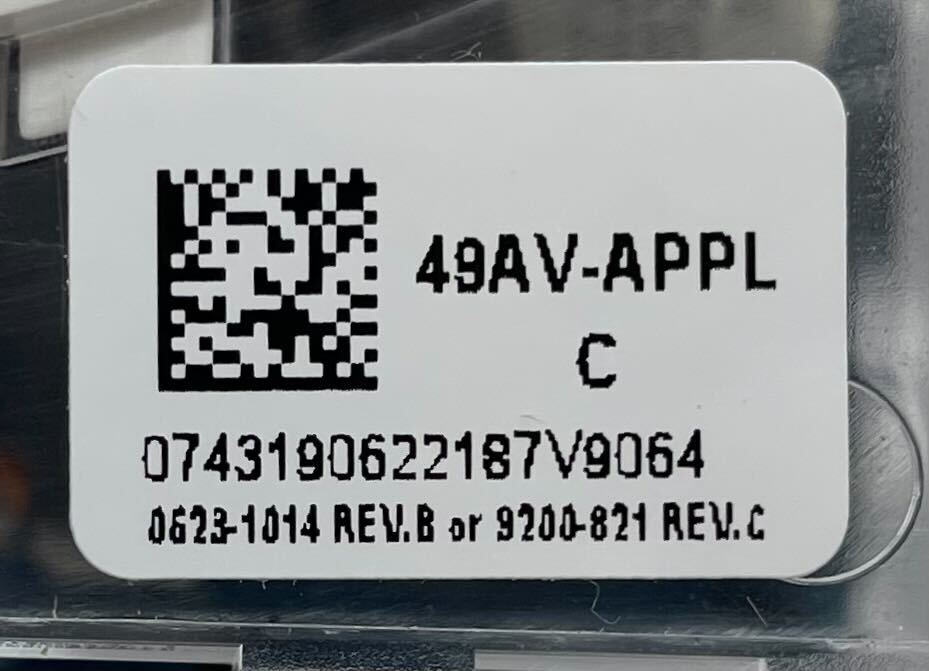 49AV-APPL
C
0743190622187V9064
0623-1014 REV.B or 9200-821 REV.C